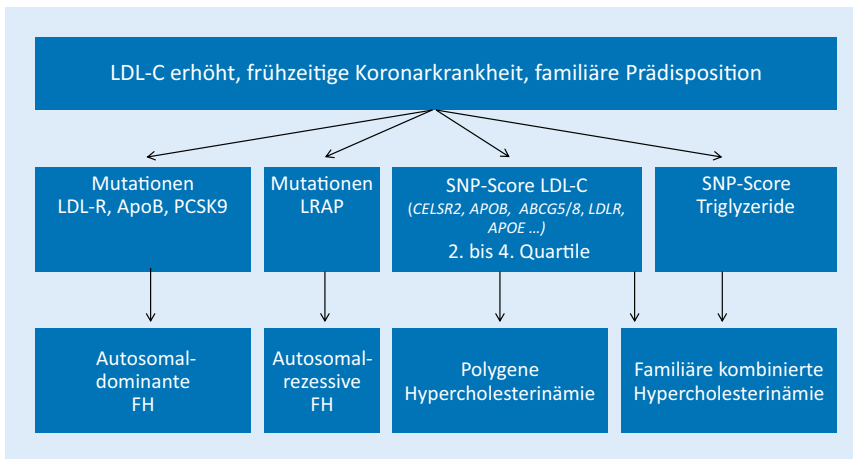 LDL-C erhöht, frühzeitige Koronarkrankheit, familiäre Prädisposition
Mutationen
LDL-R, ApoB, PCSK9
Mutationen
LRAP
SNP-Score LDL-C
(CELSR2, APOB, ABCG5/8, LDLR,
APOE ...)
2. bis 4. Quartile
SNP-Score
Triglyzeride
Autosomal-
dominante
FH
Autosomal-
rezessive
FH
Polygene
Hypercholesterinämie
Familiäre kombinierte
Hypercholesterinämie